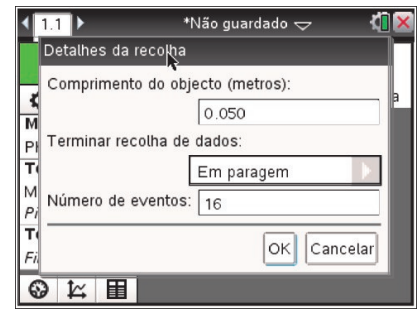 1.1
*Não guardado
Detalhes da recolha
Comprimento do objecto (metros):
0.050
Terminar recolha de dados:
Em paragem
Número de eventos: 16
OK Cancelar